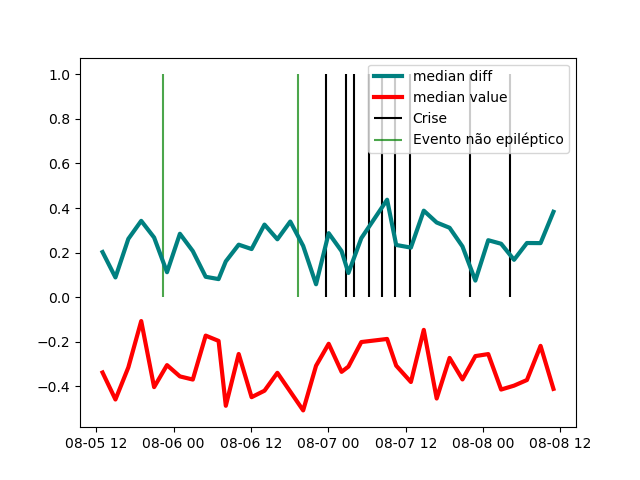 1.0
0.8
0.6
0.4
0.2
0.0
−0.2
−0.4
median diff
median value
Crise
Evento não epiléptico
08-05 12 08-06 00 08-06 12 08-07 00 08-07 12 08-08 00 08-08 12